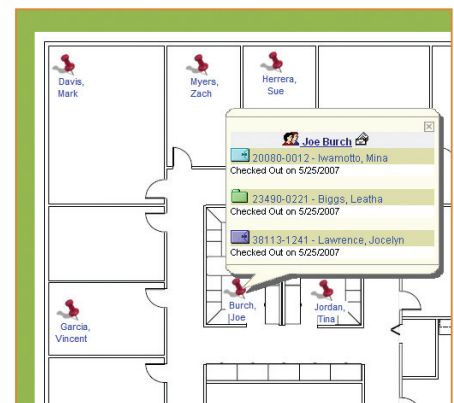 Davis,
Mark
Myers,
Zach
Herrera,
Sue
Joe Burch
20080-0012 - Iwamotto, Mina
Checked Out on 5/25/2007
23490-0221 - Biggs, Leatha
Checked Out on 5/25/2007
38113-1241 - Lawrence, Jocelyn
Checked Out on 5/25/2007
Burch,
Joe
Jordan,
Tina
Garcia,
Vincent